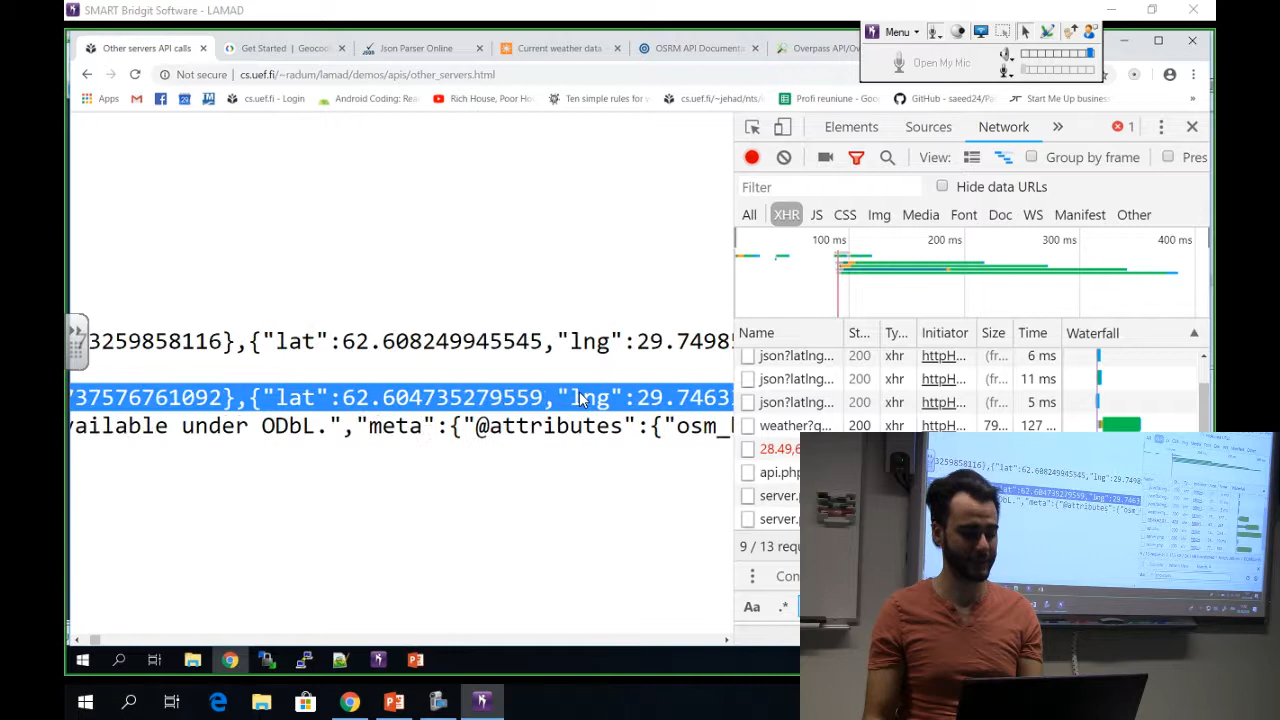 SMART Bridgit Software - LAMAD
Menu
Open My Mic
Other servers API calls
Get Started | Geocod
Json Parser Online
Current weather data
OSRM API Documenta
Overpass API/Ov
Not secure | cs.uef.fi/~radum/lamad/demos/apis/other_servers.html
Apps
cs.uef.fi - Login
Android Coding: Rea
Rich House, Poor Ho
Ten simple rules for w
cs.uef.fi/~jehad/nts/
Profi reuniune - Goo
GitHub - saeed24/Pa
Start Me Up business
Elements Sources Network » 1
View: Group by frame Pres
Filter Hide data URLs
All XHR JS CSS Img Media Font Doc WS Manifest Other
100 ms 200 ms 300 ms 400 ms
Name St... Ty... Initiator Size Time Waterfall
json?latlng... 200 xhr httpH... (fr... 6 ms
json?latlng... 200 xhr httpH... (fr... 11 ms
json?latlng... 200 xhr httpH... (fr... 5 ms
weather?q... 200 xhr httpH... 79... 127 ...
28.49,6
api.php
server.p
server.p
9 / 13 requ
Con
Aa .*
73259858116},{"lat":62.608249945545,"lng":29.7498
737576761092},{"lat":62.604735279559,"lng":29.7463
vailable under ODbL.","meta":{"@attributes":{"osm_